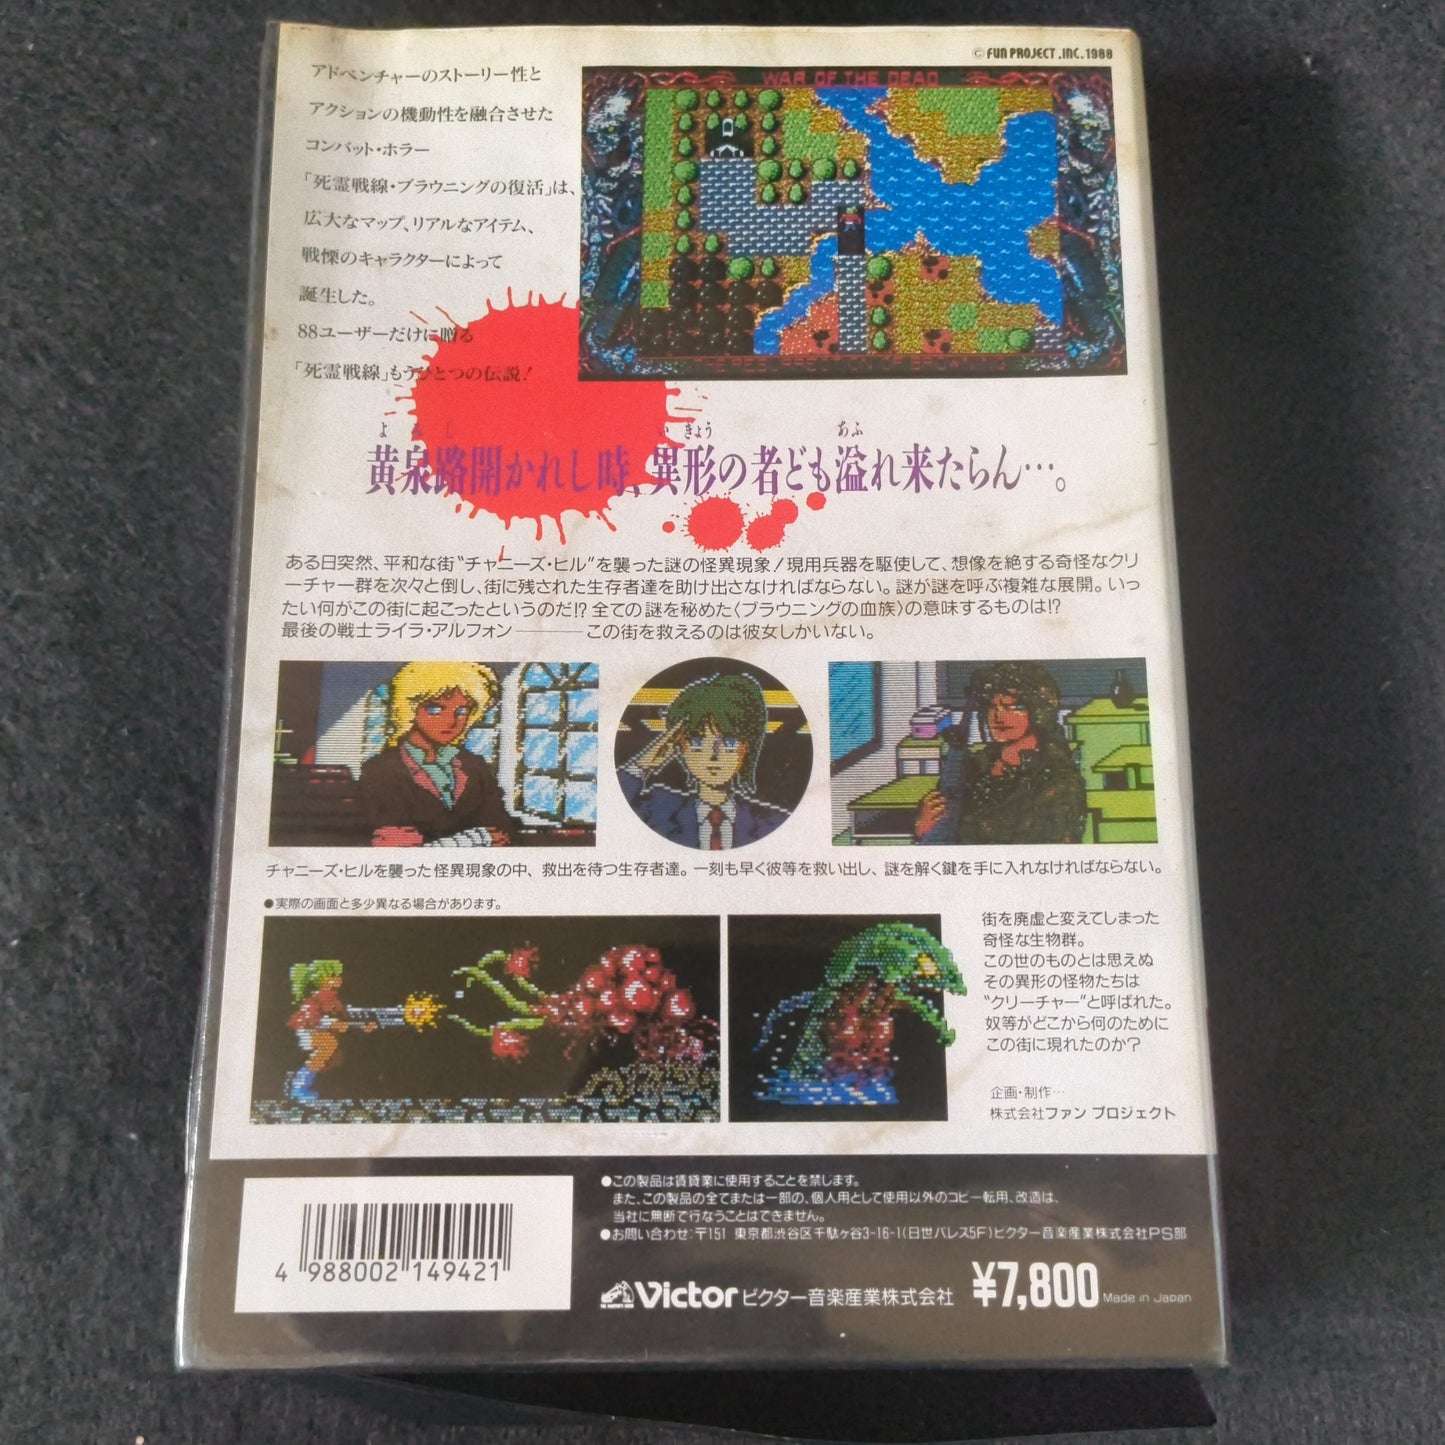 © FUN PROJECT .INC. 1988
アドベンチャーのストーリー性と
アクションの機動性を融合させた
コンバット・ホラー
「死霊戦線・ブラウニングの復活」は、
広大なマップ、リアルなアイテム、
戦慄のキャラクターによって
誕生した。
88ユーザーだけに贈る
「死霊戦線」もうひとつの伝説!
WAR OF THE DEAD
よみじ いきょう あふ
黄泉路開かれし時、異形の者ども溢れ来たらん…。
ある日突然、平和な街“チャニーズ・ヒル”を襲った謎の怪異現象!現用兵器を駆使して、想像を絶する奇怪なクリ
ーチャー群を次々と倒し、街に残された生存者達を助け出さなければならない。謎が謎を呼ぶ複雑な展開。いっ
たい何がこの街に起こったというのだ!? 全ての謎を秘めた〈ブラウニングの血族〉の意味するものは!?
最後の戦士ライラ・アルフォン———この街を救えるのは彼女しかいない。
チャニーズ・ヒルを襲った怪異現象の中、救出を待つ生存者達。一刻も早く彼等を救い出し、謎を解く鍵を手に入れなければならない。
●実際の画面と多少異なる場合があります。
街を廃虚と変えてしまった
奇怪な生物群。
この世のものとは思えぬ
その異形の怪物たちは
“クリーチャー”と呼ばれた。
奴等がどこから何のために
この街に現れたのか?
企画・制作…
株式会社ファン プロジェクト
●この製品は賃貸業に使用することを禁じます。
また、この製品の全てまたは一部の、個人用として使用以外のコピー転用、改造は、
当社に無断で行なうことはできません。
●お問い合わせ:〒151 東京都渋谷区千駄ヶ谷3-16-1(日世パレス5F)ビクター音楽産業株式会社PS部
4 988002 149421
Victor ビクター音楽産業株式会社 ¥7,800 Made in Japan